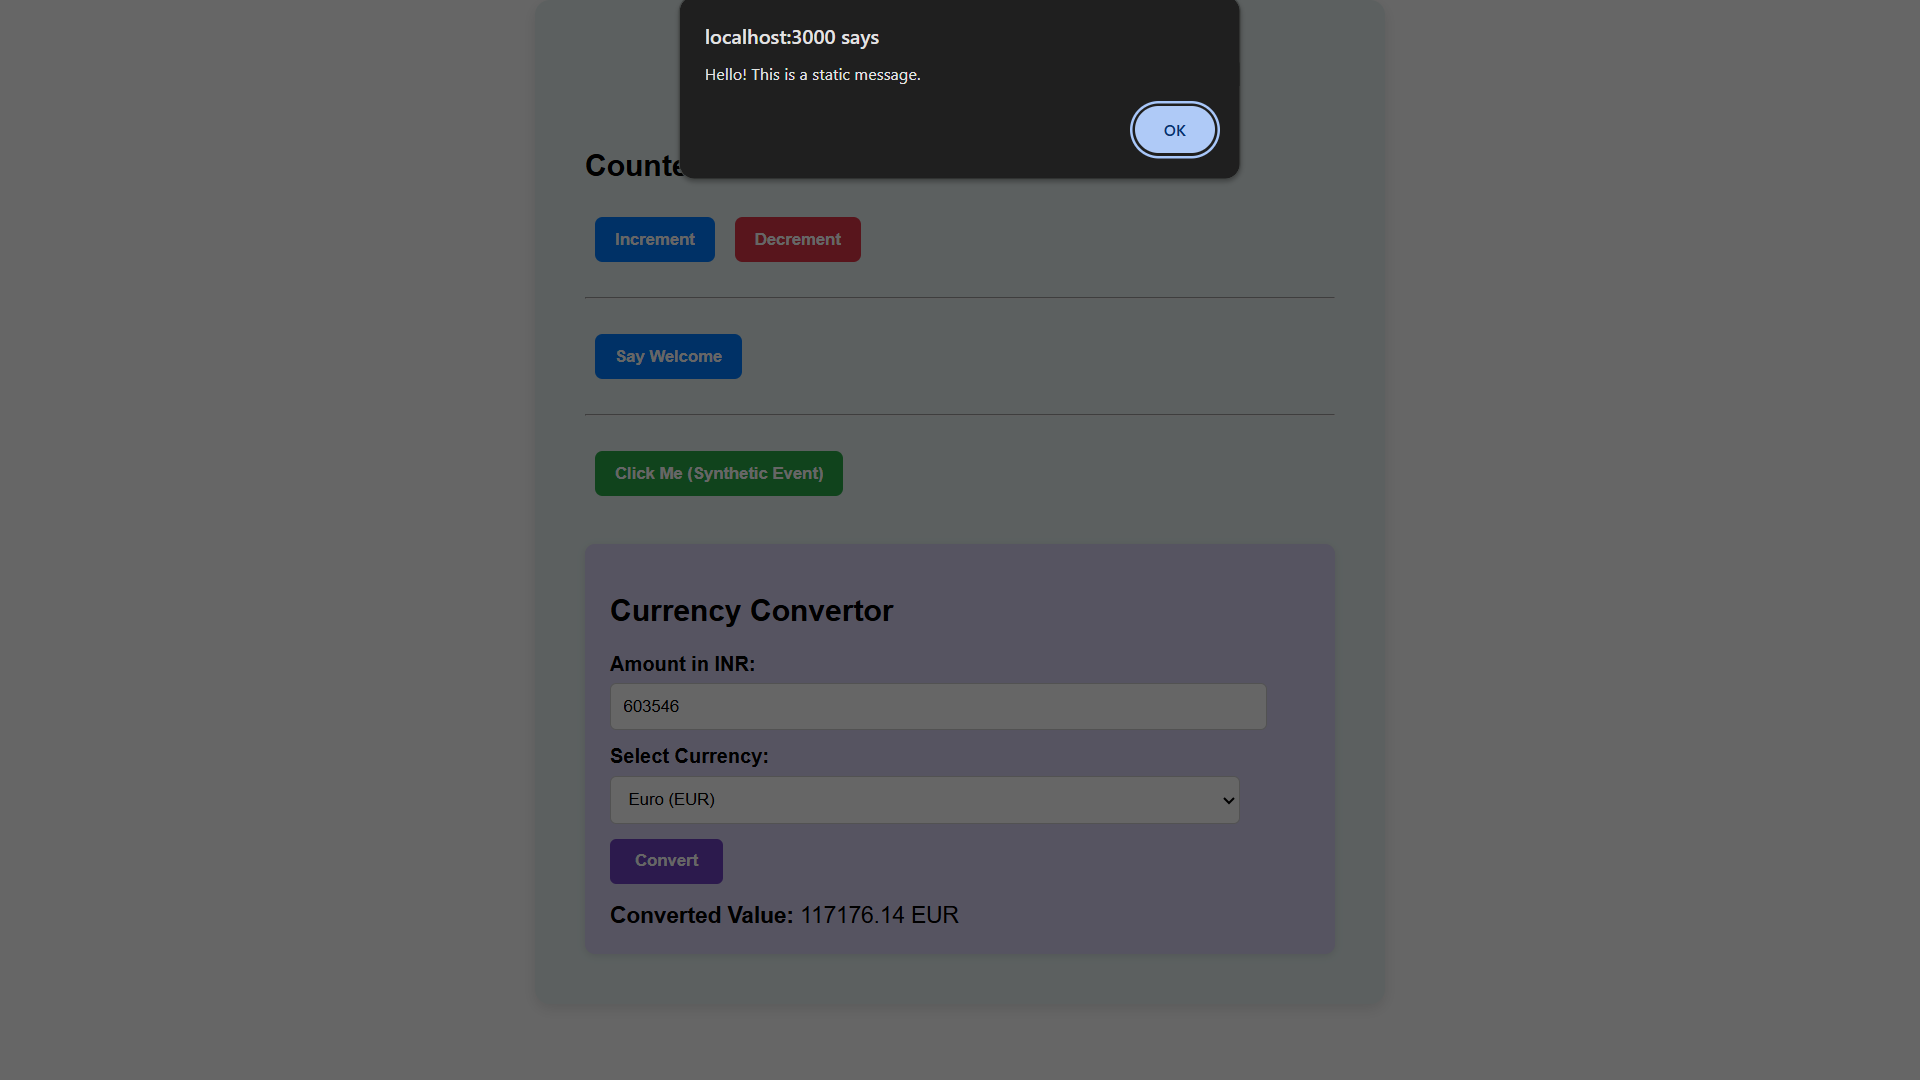 localhost:3000 says
Hello! This is a static message.
OK
Increment Decrement
Say Welcome
Click Me (Synthetic Event)
Currency Convertor
Amount in INR:
603546
Select Currency:
Euro (EUR)
Convert
Converted Value: 117176.14 EUR